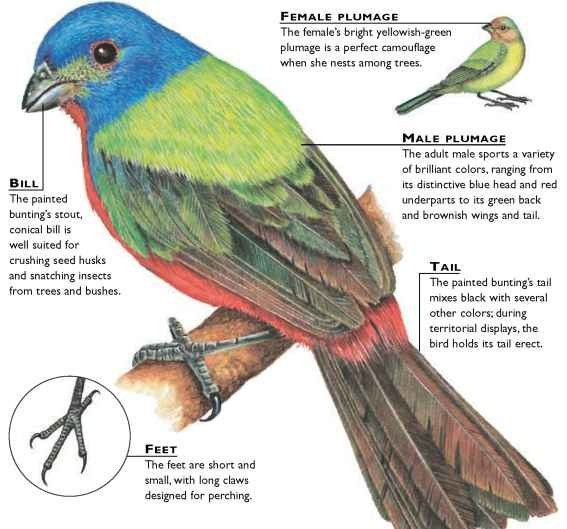 FEMALE PLUMAGE
The female's bright yellowish-green
plumage is a perfect camouflage
when she nests among trees.
MALE PLUMAGE
The adult male sports a variety
of brilliant colors, ranging from
its distinctive blue head and red
underparts to its green back
and brownish wings and tail.
BILL
The painted
bunting's stout,
conical bill is
well suited for
crushing seed husks
and snatching insects
from trees and bushes.
TAIL
The painted bunting's tail
mixes black with several
other colors; during
territorial displays, the
bird holds its tail erect.
FEET
The feet are short and
small, with long claws
designed for perching.